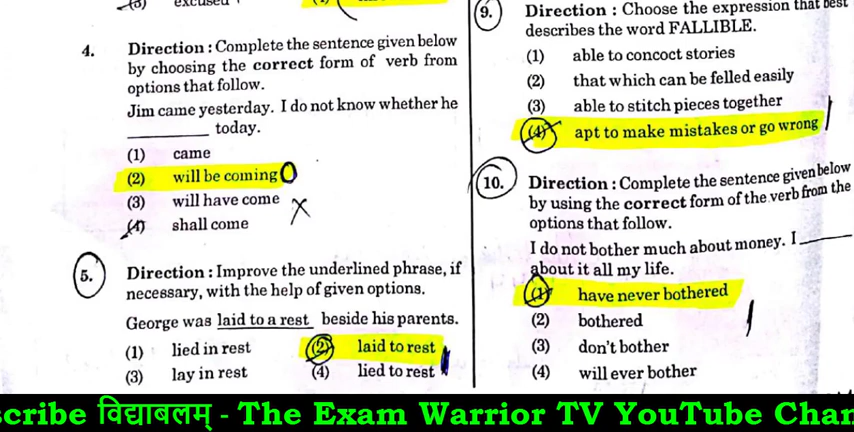 (3) excused
4. Direction : Complete the sentence given below
by choosing the correct form of verb from
options that follow.
Jim came yesterday. I do not know whether he
________ today.
(1) came
(2) will be coming
(3) will have come
(4) shall come
5. Direction : Improve the underlined phrase, if
necessary, with the help of given options.
George was laid to a rest beside his parents.
(1) lied in rest (2) laid to rest
(3) lay in rest (4) lied to rest
9. Direction : Choose the expression that best
describes the word FALLIBLE.
(1) able to concoct stories
(2) that which can be felled easily
(3) able to stitch pieces together
(4) apt to make mistakes or go wrong
10. Direction : Complete the sentence given below
by using the correct form of the verb from the
options that follow.
I do not bother much about money. I ______
about it all my life.
(1) have never bothered
(2) bothered
(3) don't bother
(4) will ever bother
scribe विद्याबलम् - The Exam Warrior TV YouTube Chan